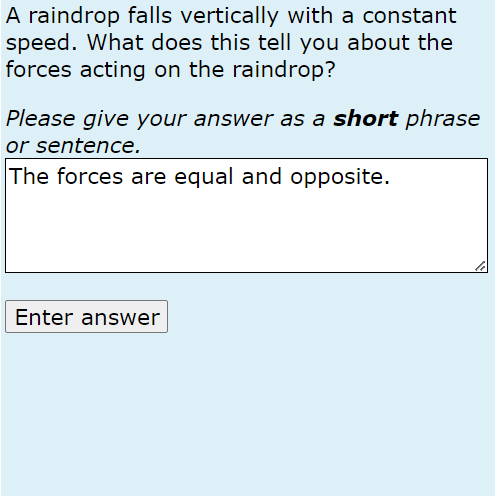 A raindrop falls vertically with a constant
speed. What does this tell you about the
forces acting on the raindrop?
Please give your answer as a short phrase
or sentence.
The forces are equal and opposite.
Enter answer